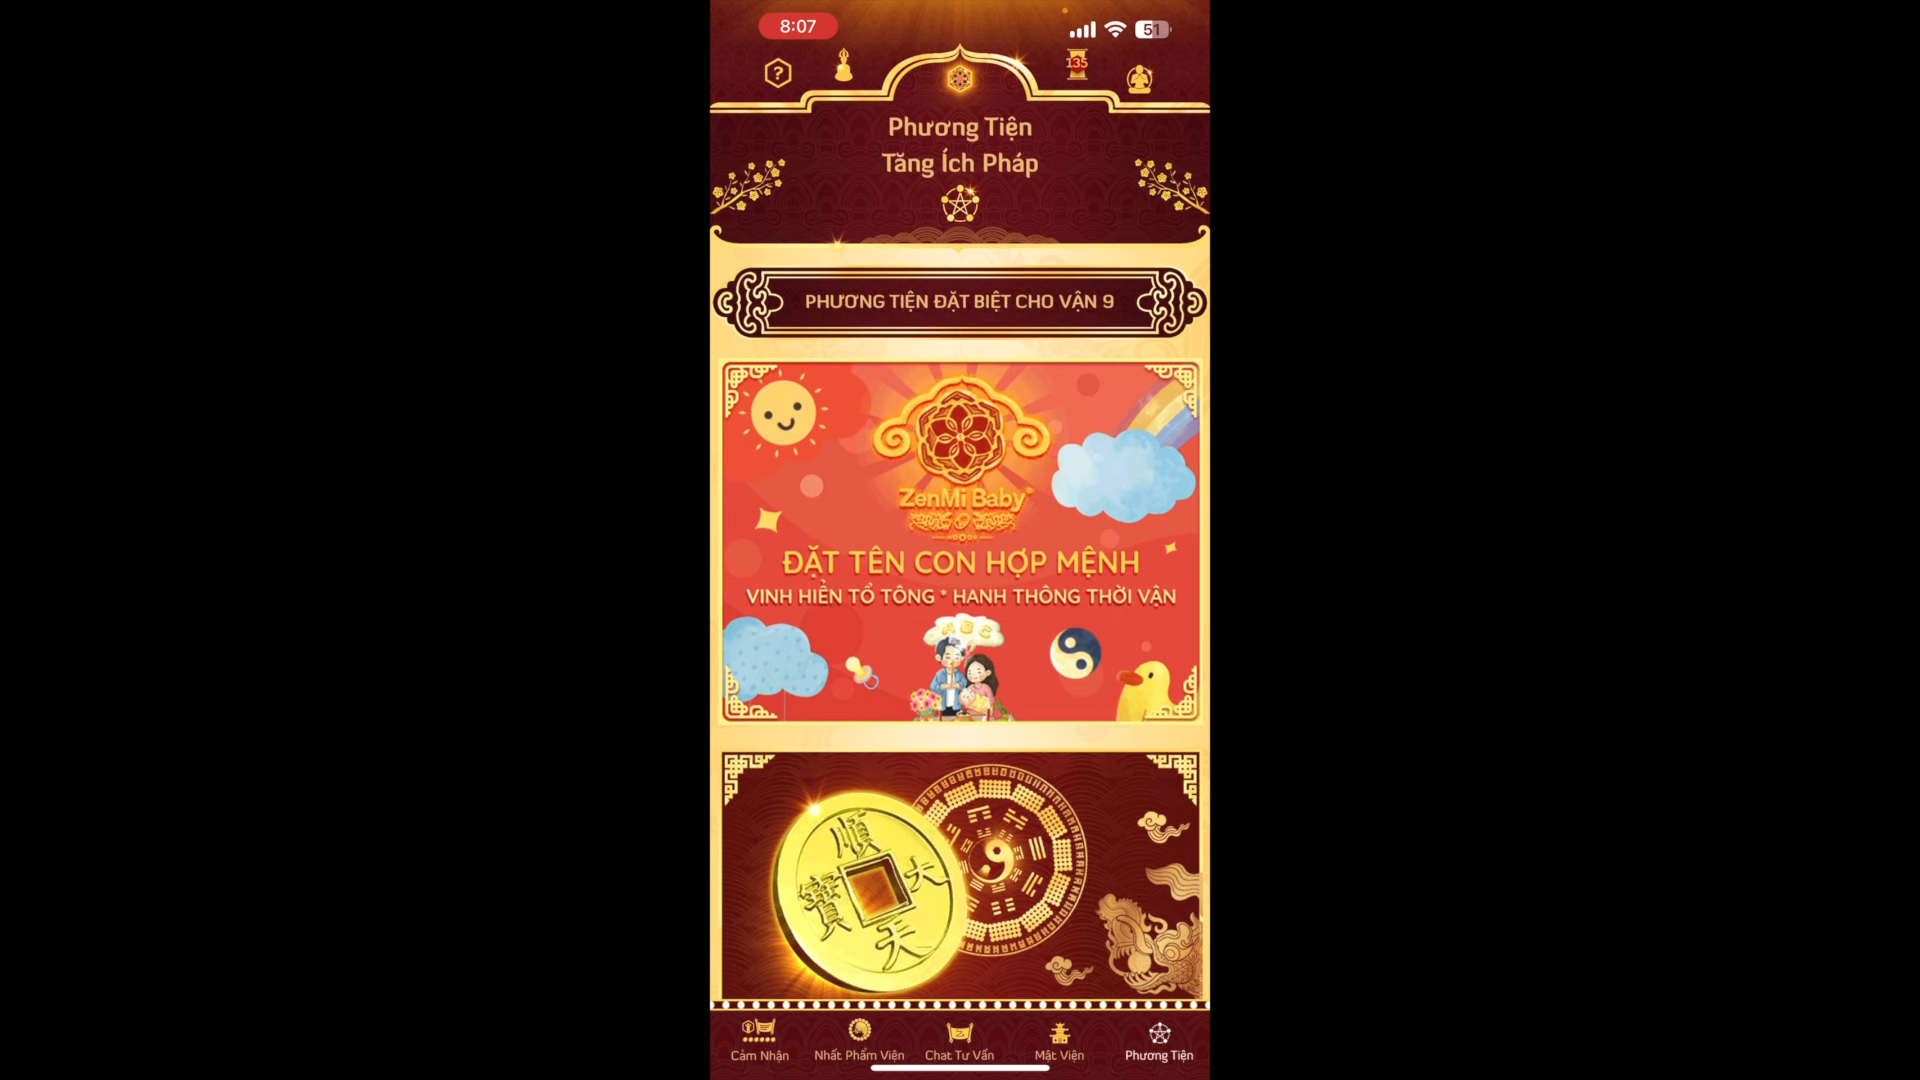 8:07
51
135
Phương Tiện
Tăng Ích Pháp
PHƯƠNG TIỆN ĐẶT BIỆT CHO VẬN 9
ZenMi Baby
ĐẶT TÊN CON HỢP MỆNH
VINH HIỂN TỔ TÔNG * HANH THÔNG THỜI VẬN
ABC
順
大
寶
天
Cảm Nhận
Nhất Phẩm Viện
Chat Tư Vấn
Mật Viện
Phương Tiện